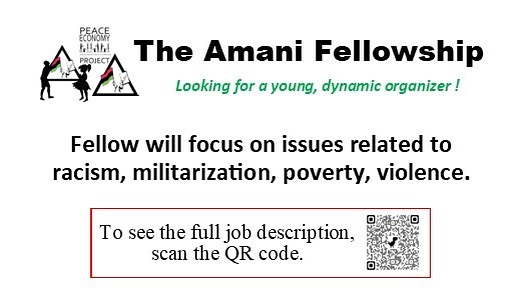 PEACE
ECONOMY
PROJECT
The Amani Fellowship
Looking for a young, dynamic organizer !
Fellow will focus on issues related to
racism, militarization, poverty, violence.
To see the full job description,
scan the QR code.